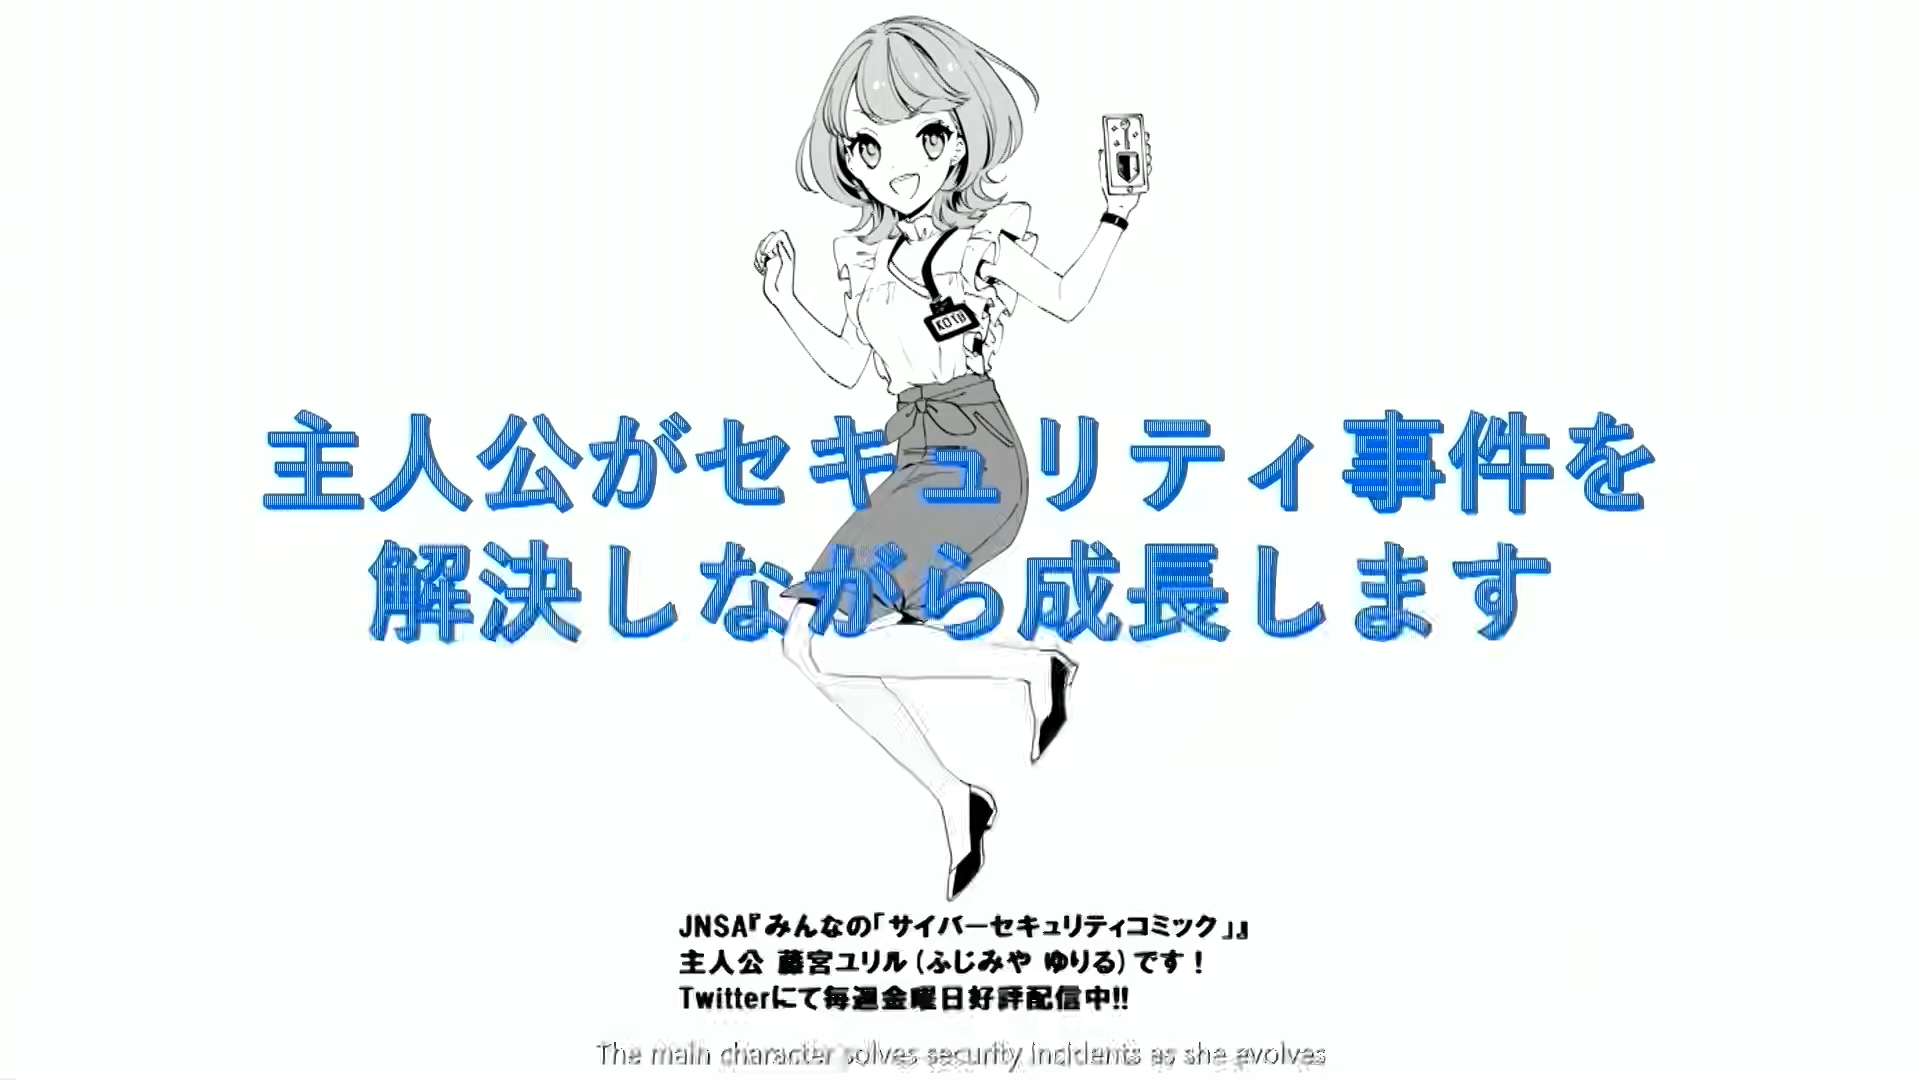 KOTU
主人公がセキュリティ事件を
解決しながら成長します
JNSA『みんなの「サイバーセキュリティコミック」』
主人公 藤宮ユリル（ふじみや ゆりる）です！
Twitterにて毎週金曜日好評配信中!!
The main character solves security incidents as she evolves